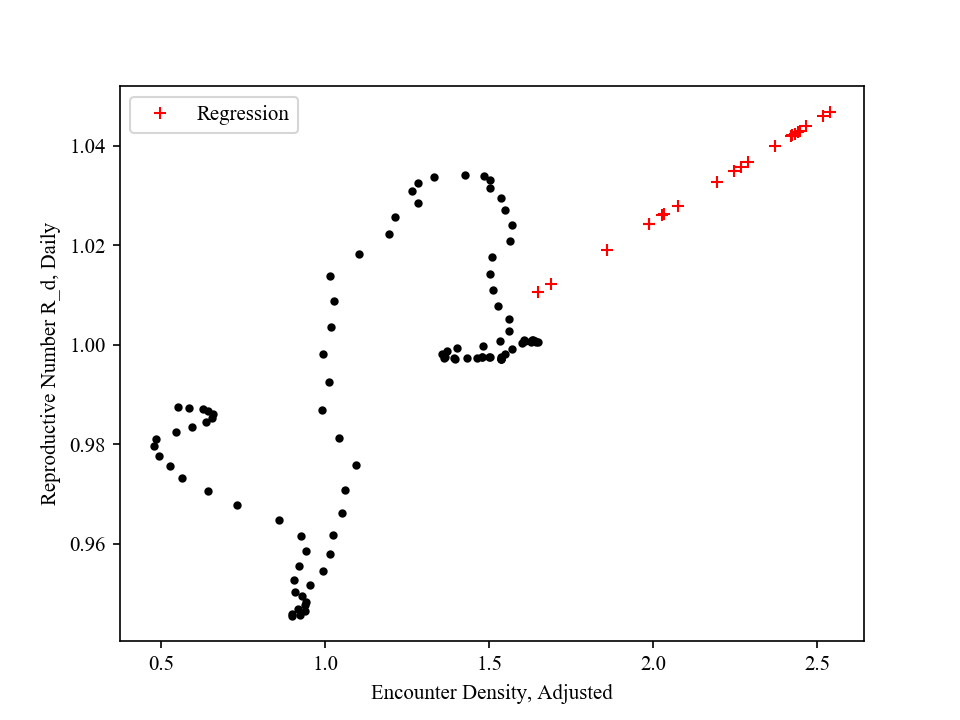 Regression
1.04
1.02
1.00
0.98
0.96
Reproductive Number R_d, Daily
0.5 1.0 1.5 2.0 2.5
Encounter Density, Adjusted